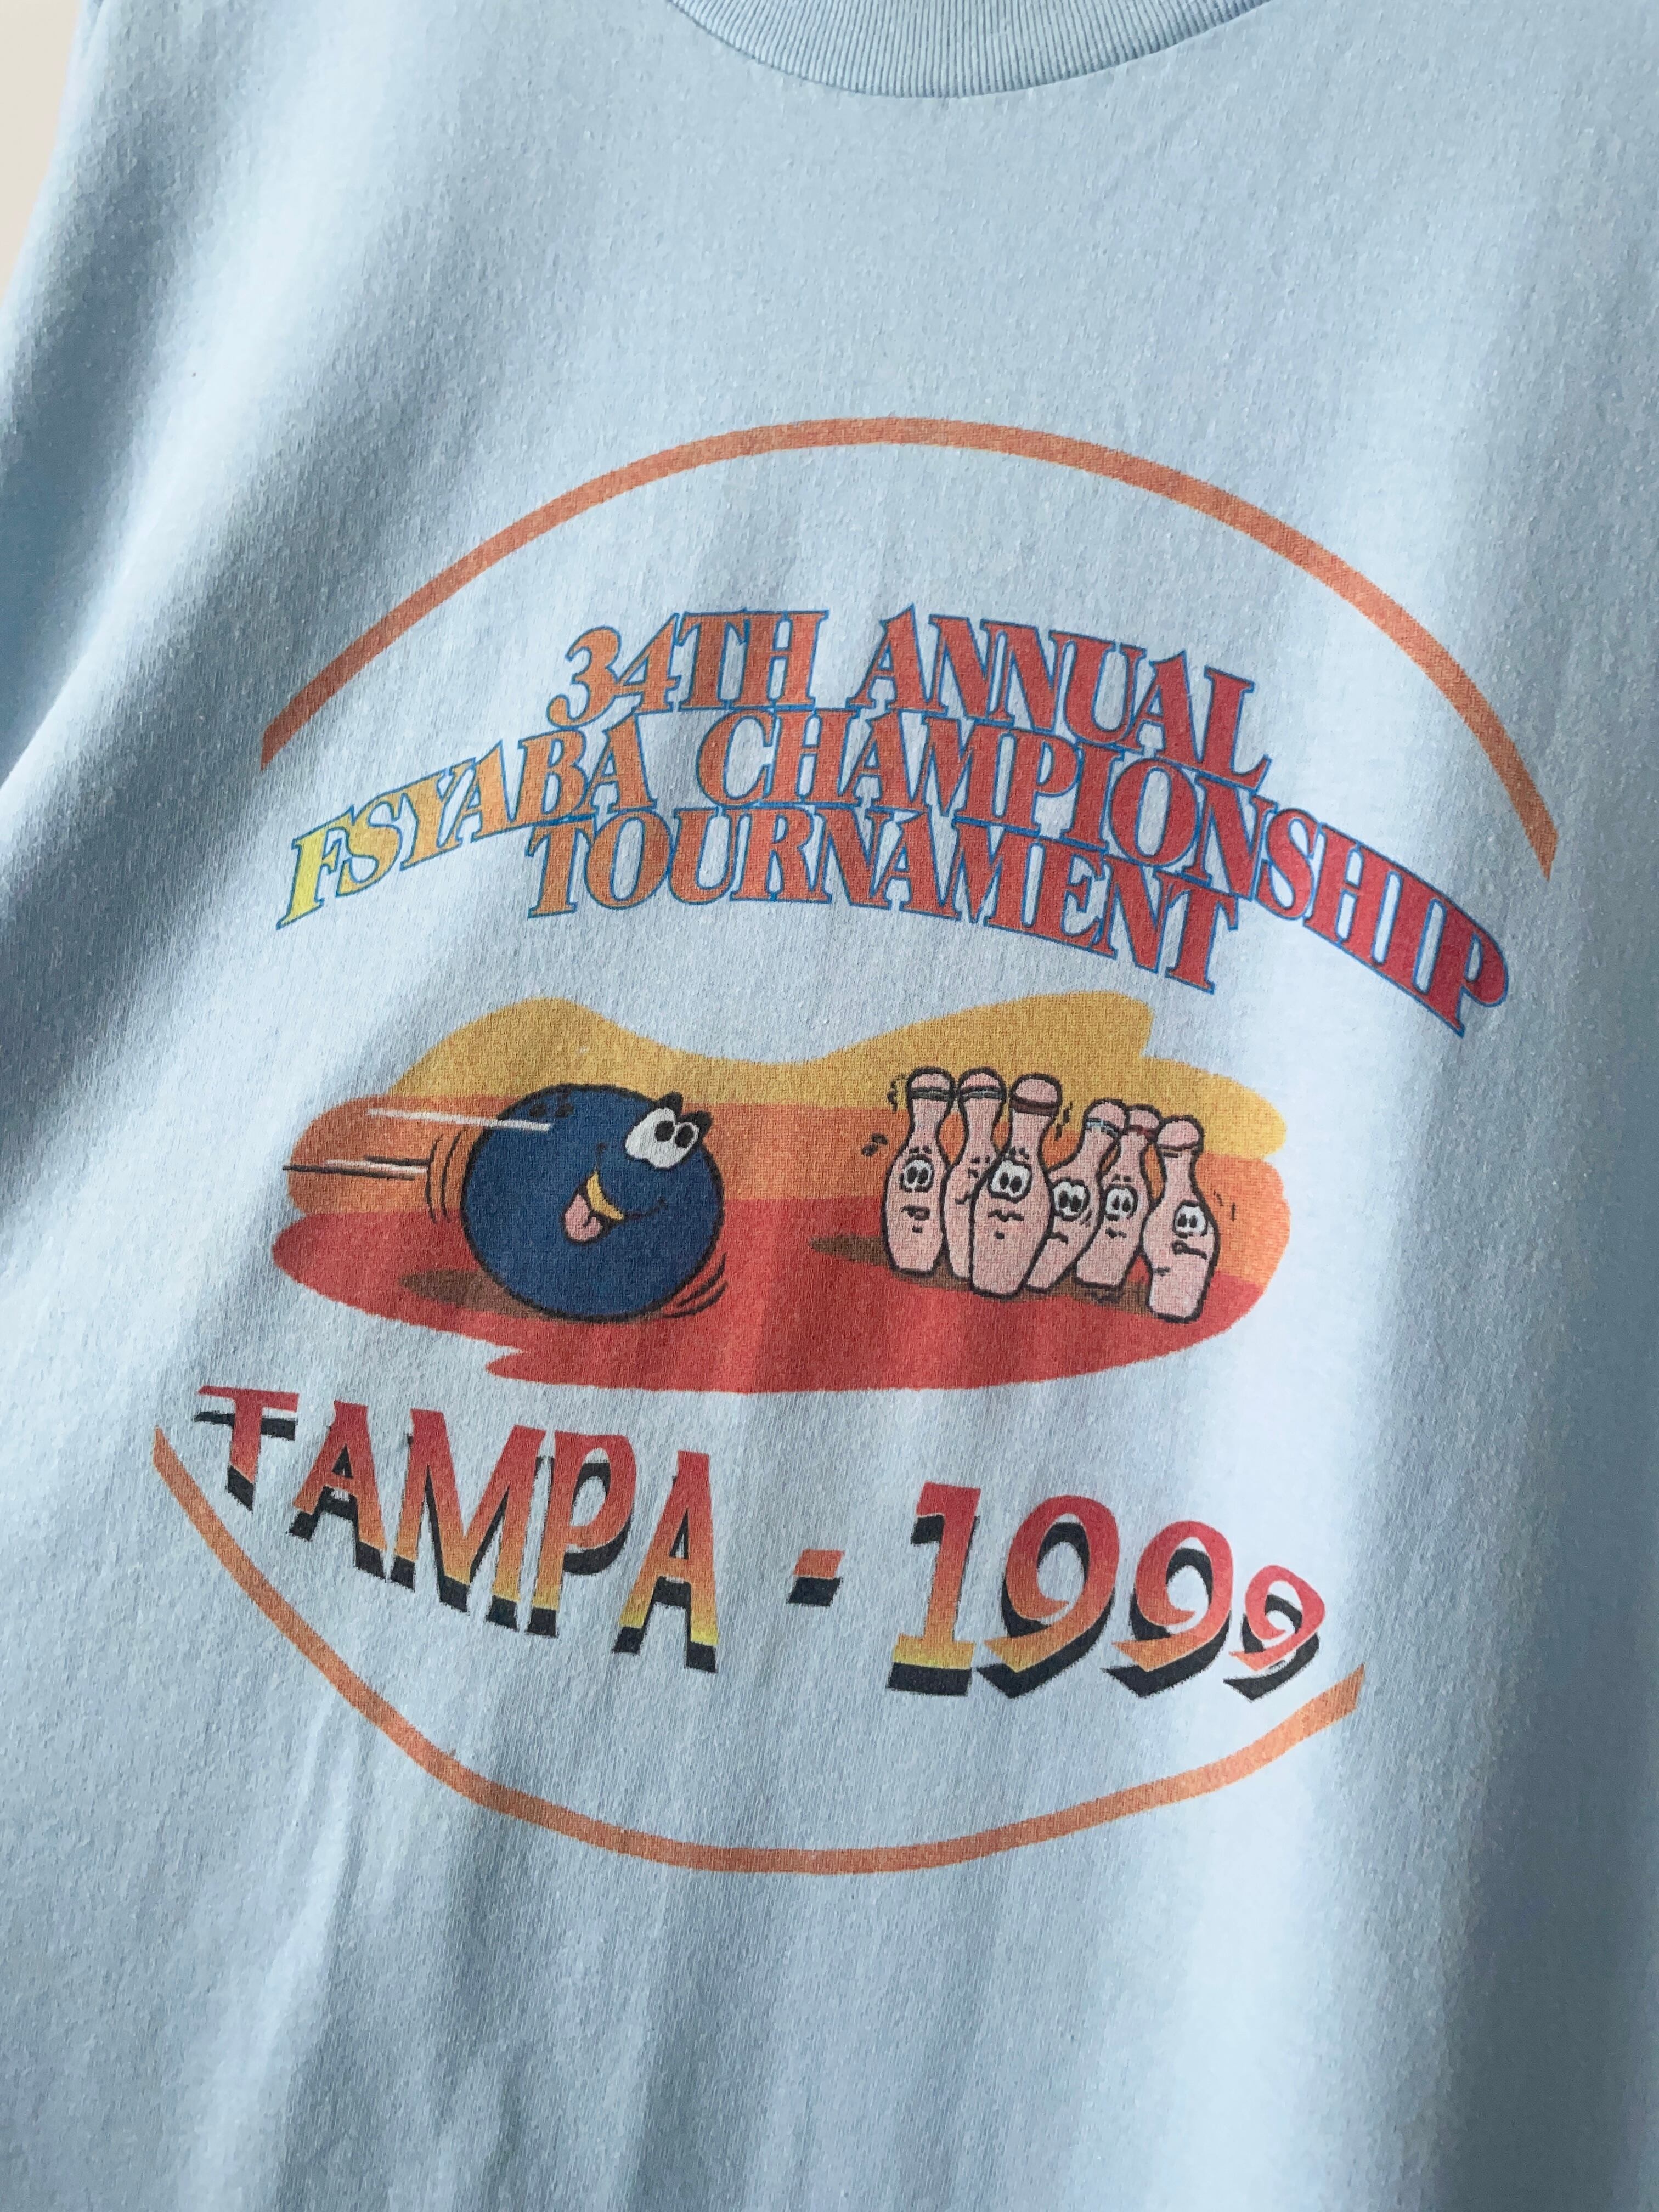 34TH ANNUAL
FSYABA CHAMPIONSHIP
TOURNAMENT
TAMPA - 1999